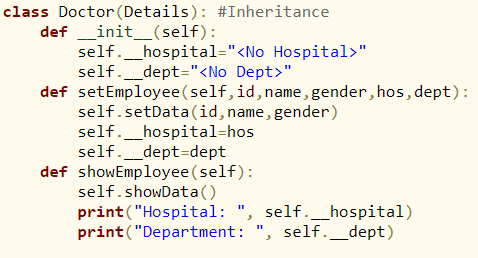 class Doctor(Details): #Inheritance
    def __init__(self):
        self.__hospital="<No Hospital>"
        self.__dept="<No Dept>"
    def setEmployee(self,id,name,gender,hos,dept):
        self.setData(id,name,gender)
        self.__hospital=hos
        self.__dept=dept
    def showEmployee(self):
        self.showData()
        print("Hospital: ", self.__hospital)
        print("Department: ", self.__dept)